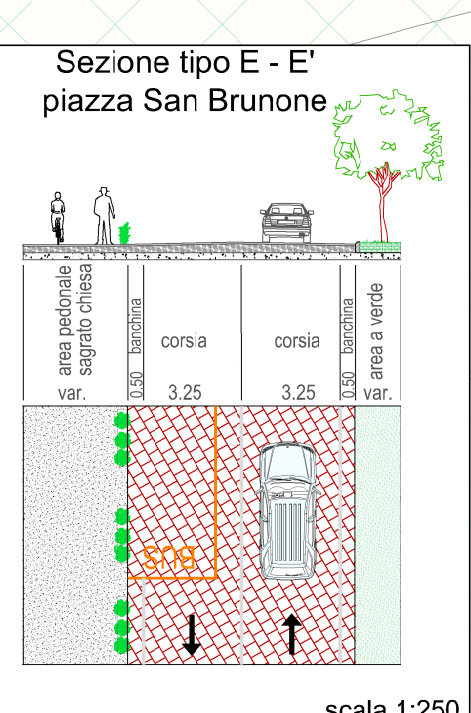 Sezione tipo E - E'
piazza San Brunone
area pedonale
sagrato chiesa
var.
banchina
0.50
corsia
3.25
corsia
3.25
banchina
0.50
area a verde
var.
BUS
scala 1:250